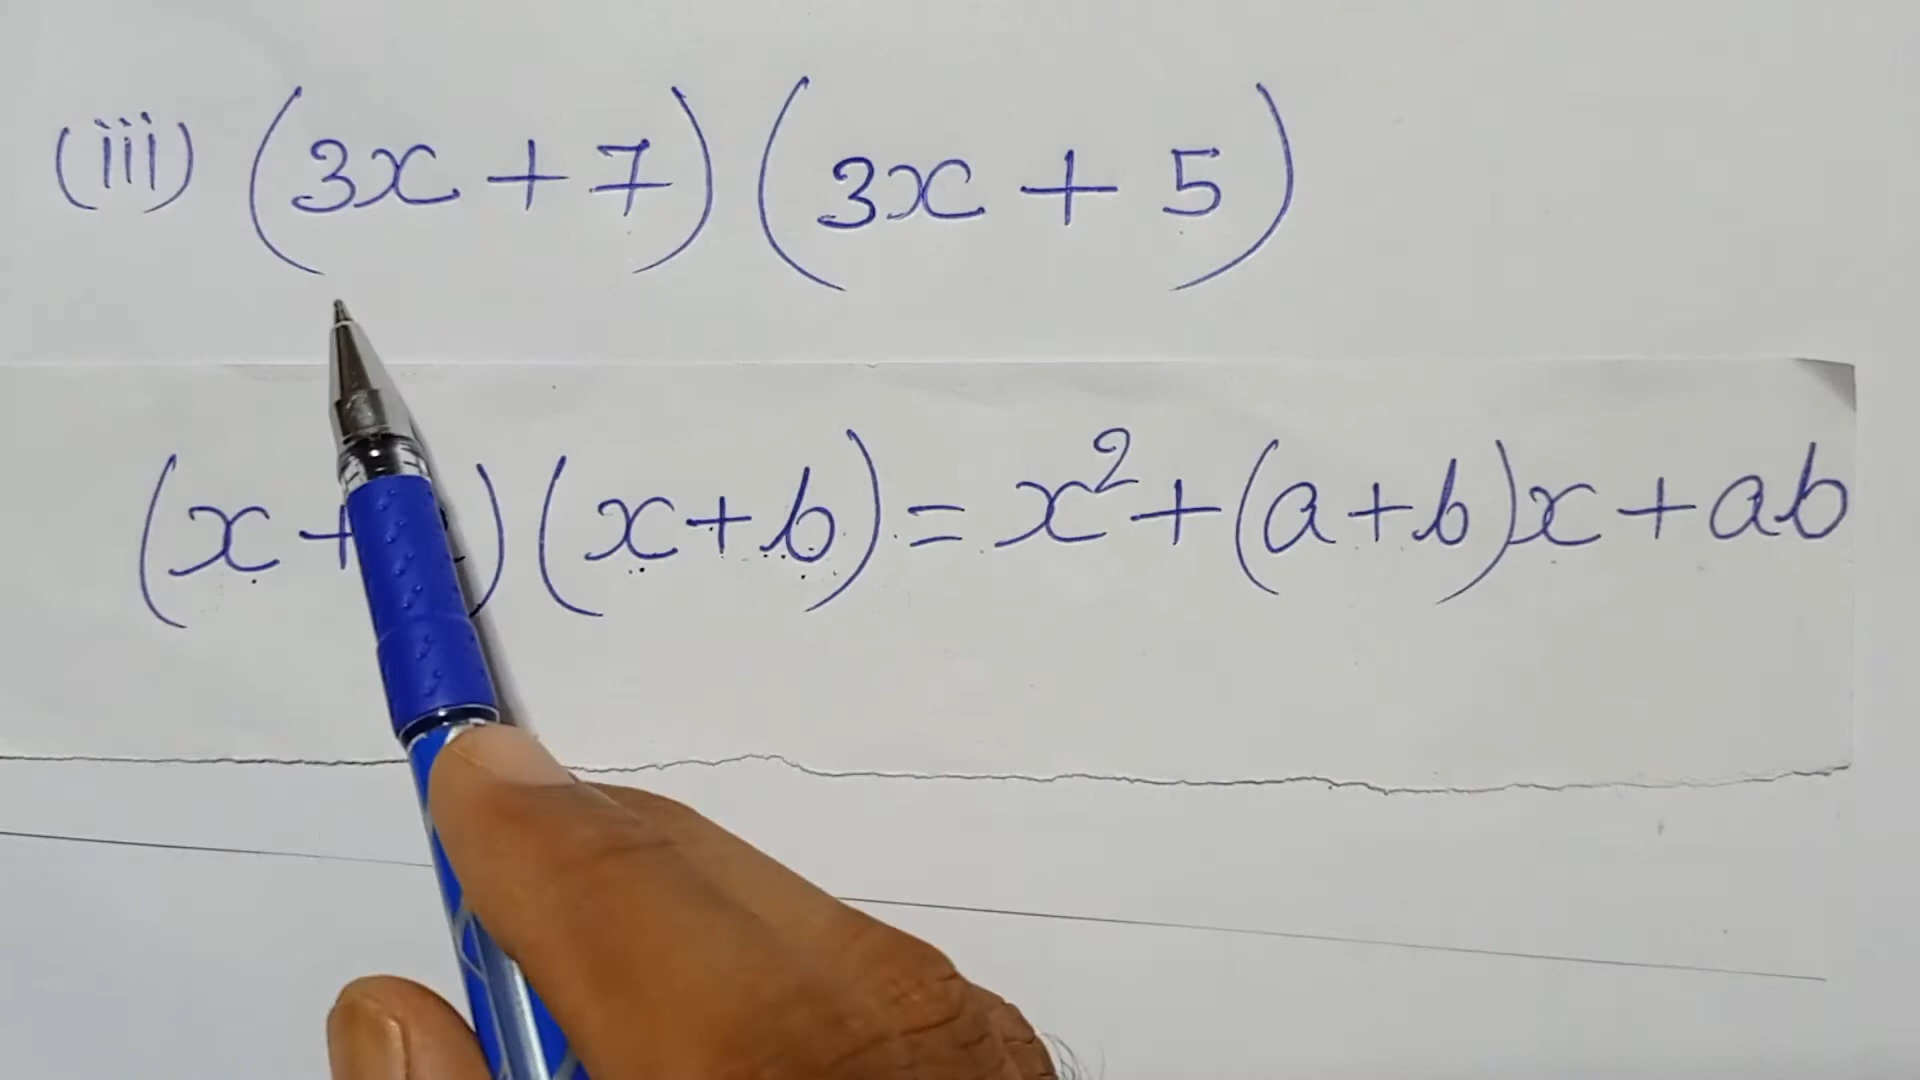 (iii) (3x + 7) (3x + 5)
(x + ) (x + b) = x² + (a + b)x + ab